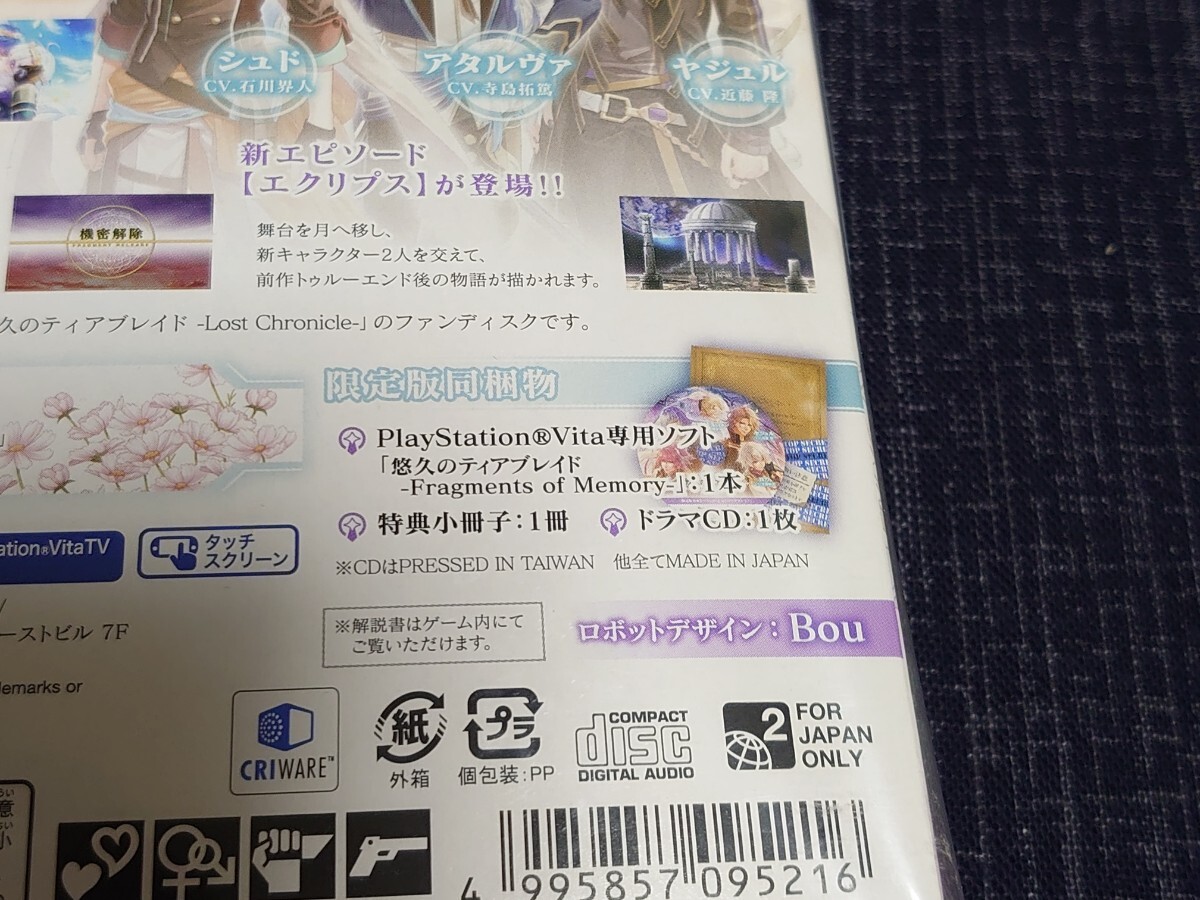 シュド
CV.石川界人
アタルヴァ
CV.寺島拓篤
ヤジュル
CV.近藤 隆
新エピソード
【エクリプス】が登場!!
機密解除
FRAGMENT RELEASE
舞台を月へ移し、
新キャラクター2人を交えて、
前作トゥルーエンド後の物語が描かれます。
久のティアブレイド -Lost Chronicle-」のファンディスクです。
限定版同梱物
PlayStation®Vita専用ソフト
「悠久のティアブレイド
-Fragments of Memory-」:1本
特典小冊子:1冊
ドラマCD:1枚
※CDはPRESSED IN TAIWAN 他全てMADE IN JAPAN
」
TOP SECRET
ation®VitaTV
タッチ
スクリーン
ーストビル 7F
※解説書はゲーム内にて
ご覧いただけます。
ロボットデザイン:Bou
demarks or
CRIWARE™
紙
外箱
プラ
個包装:PP
COMPACT
disc
DIGITAL AUDIO
2
FOR
JAPAN
ONLY
意
小
4 995857 095216